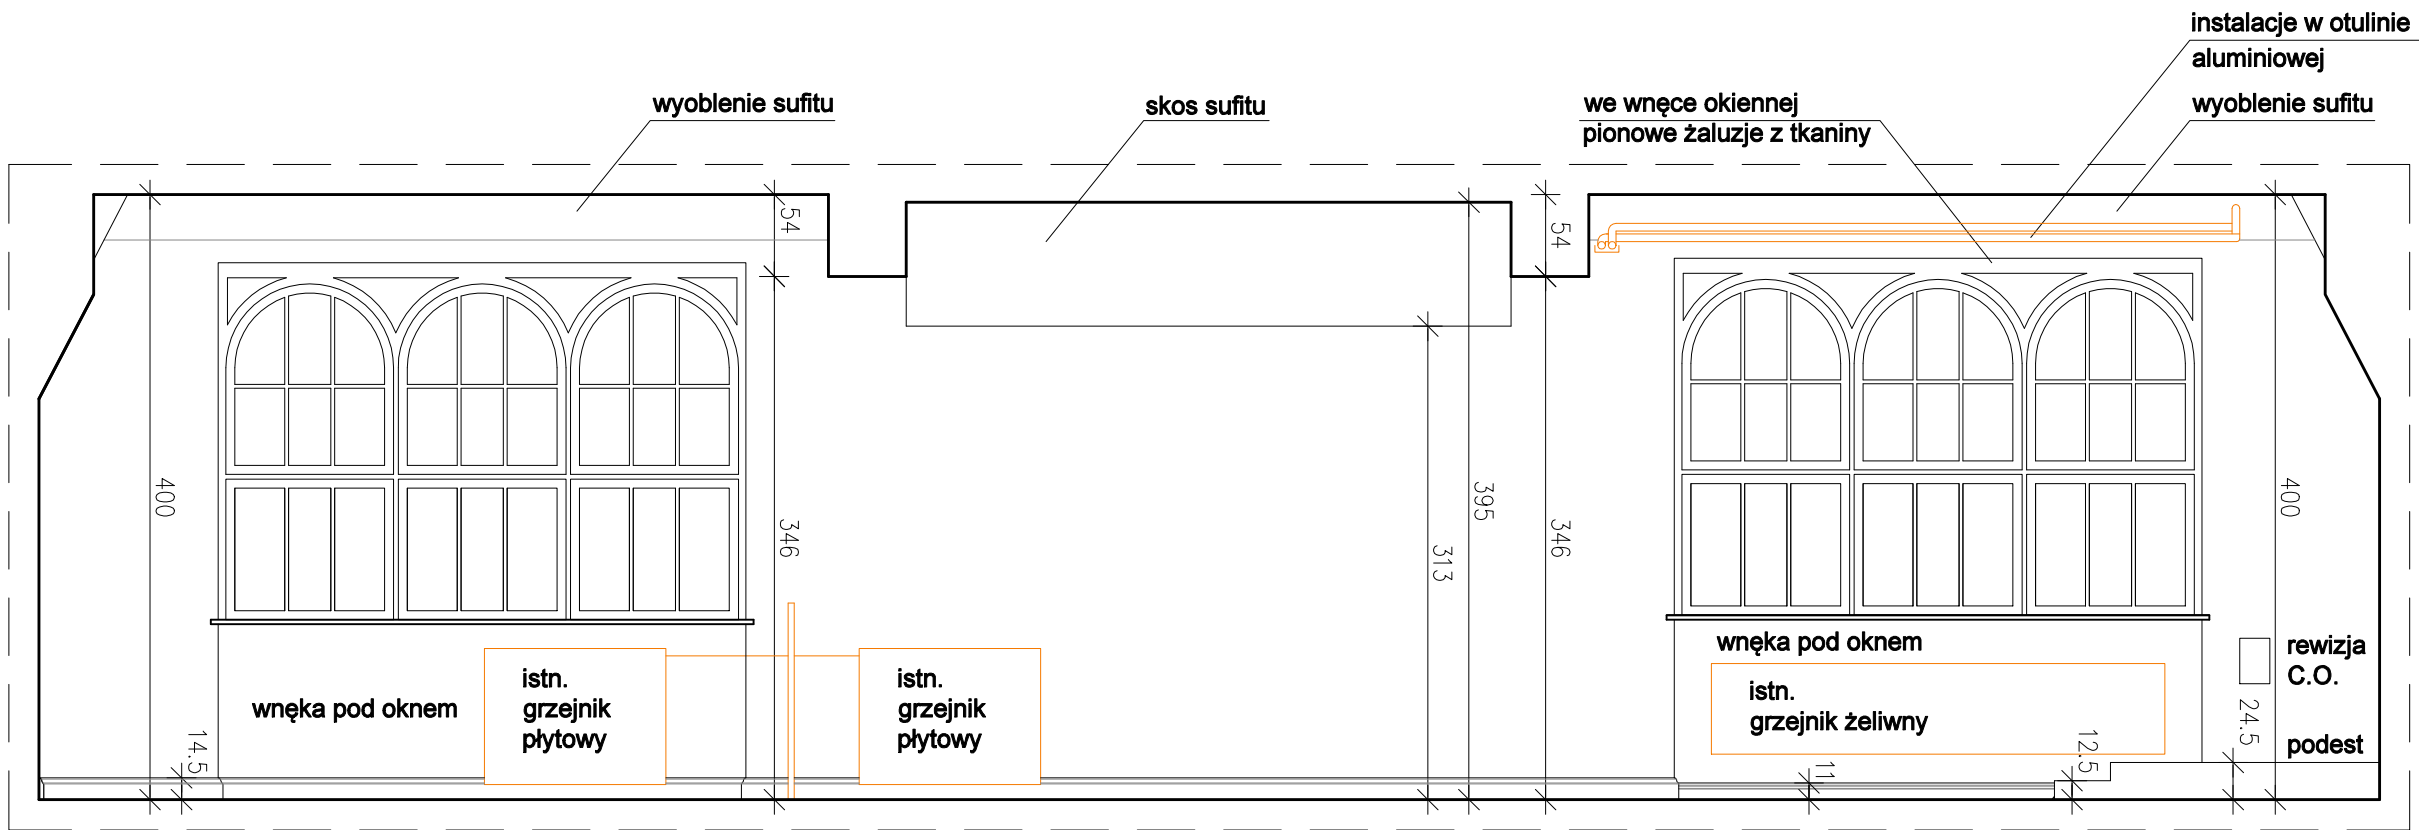 instalacje w otulinie
aluminiowej
wyoblenie sufitu
skos sufitu
we wnęce okiennej
pionowe żaluzje z tkaniny
wyoblenie sufitu
54
54
400
346
395
313
346
400
wnęka pod oknem
istn.
grzejnik
płytowy
istn.
grzejnik
płytowy
wnęka pod oknem
istn.
grzejnik żeliwny
rewizja
C.O.
podest
14.5
11
12.5
24.5